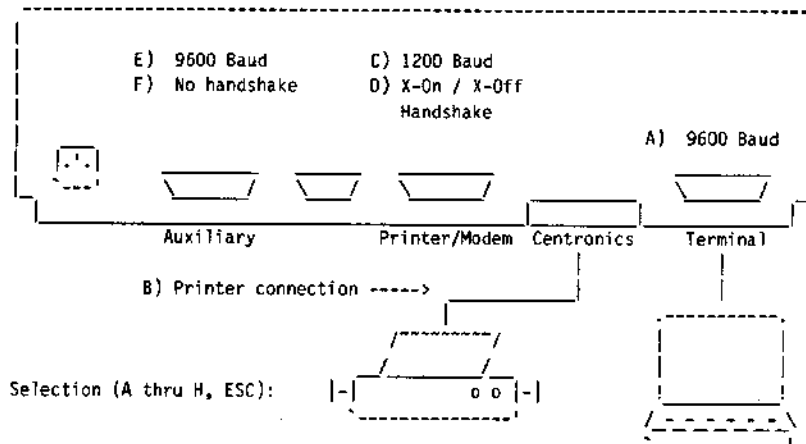 E) 9600 Baud C) 1200 Baud
F) No handshake D) X-On / X-Off
Handshake
A) 9600 Baud
Auxiliary Printer/Modem Centronics Terminal
B) Printer connection ----->
Selection (A thru H, ESC):